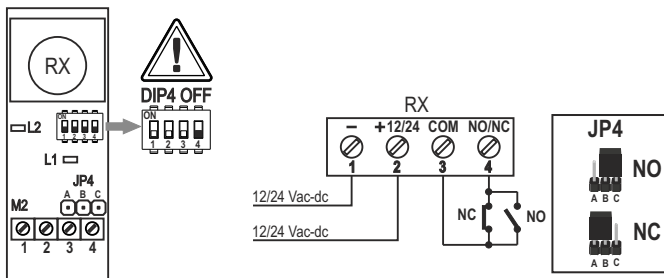 RX
L2
ON
1 2 3 4
L1
JP4
A B C
M2
1 2 3 4
DIP4 OFF
ON
1 2 3 4
RX
− +12/24 COM NO/NC
1 2 3 4
12/24 Vac-dc
12/24 Vac-dc
NC
NO
JP4
NO
A B C
NC
A B C